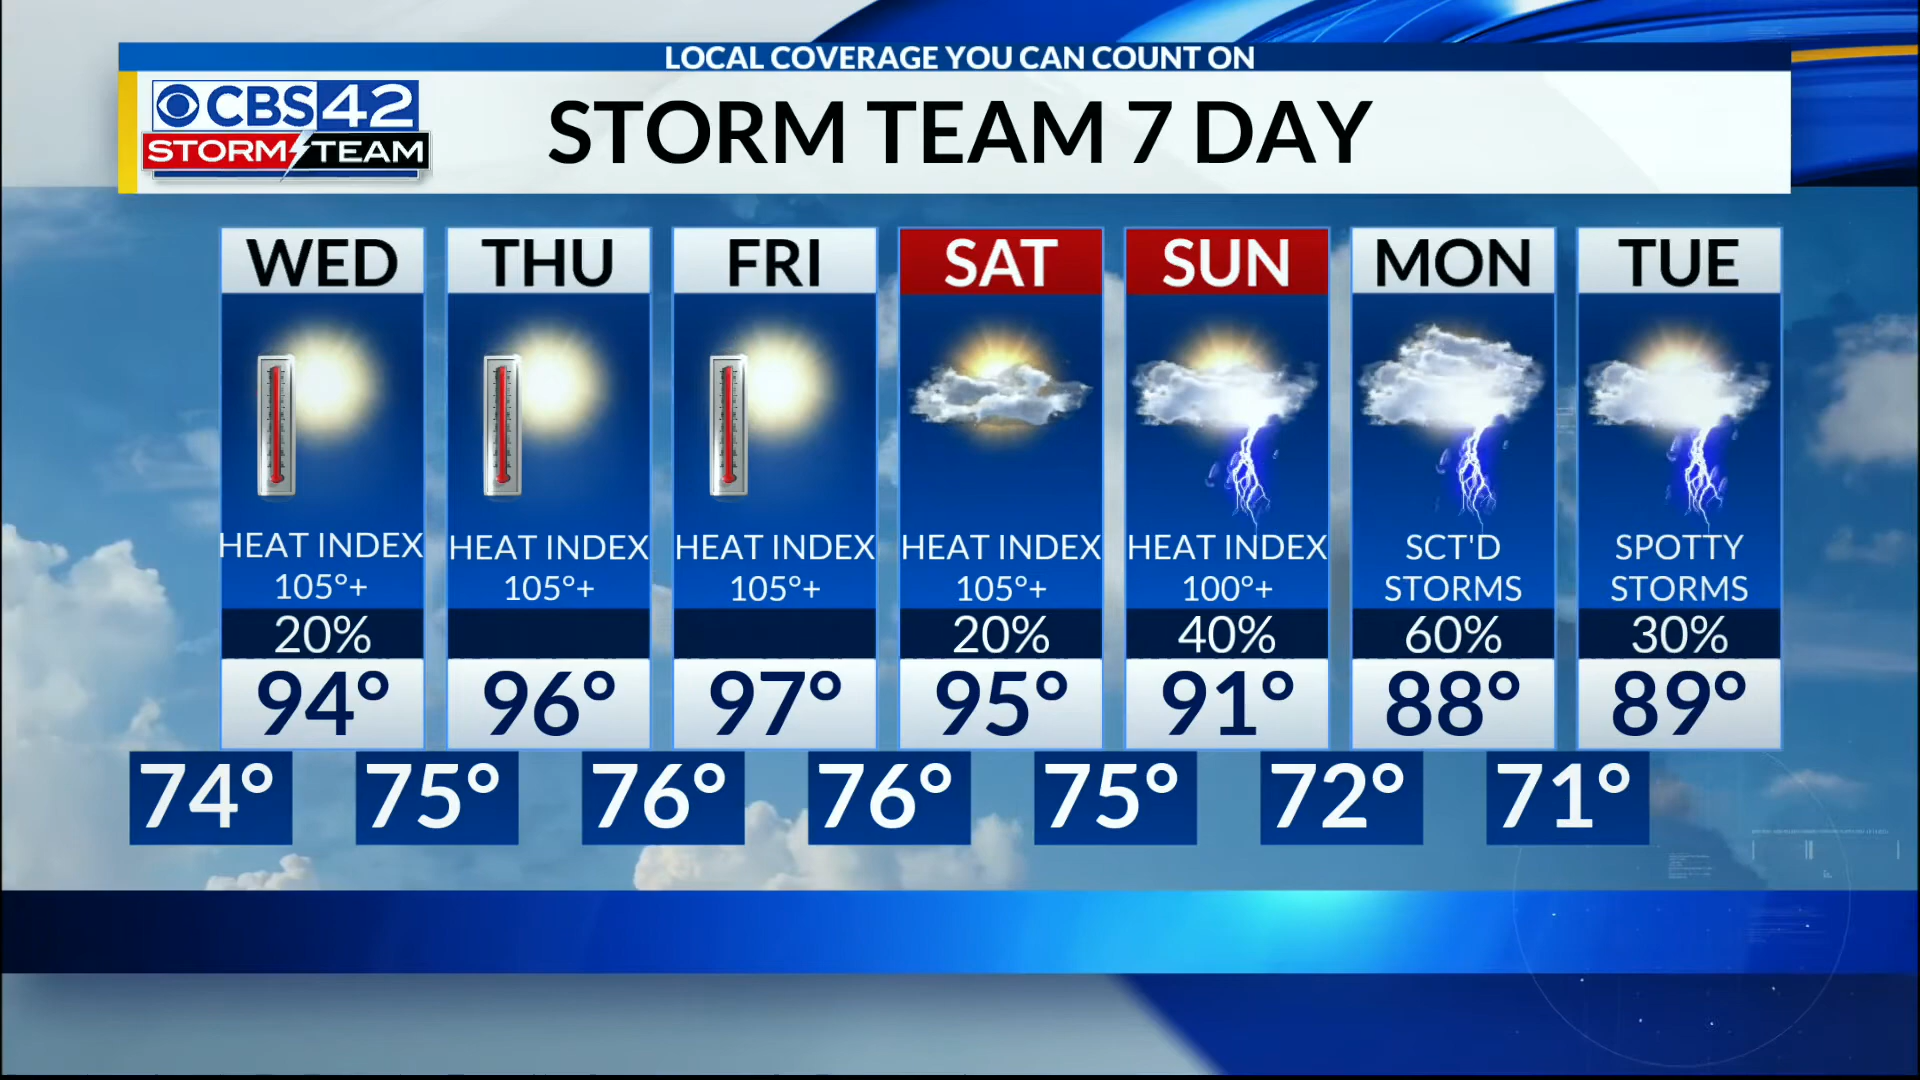 LOCAL COVERAGE YOU CAN COUNT ON
CBS 42
STORM TEAM
STORM TEAM 7 DAY
WED THU FRI SAT SUN MON TUE
HEAT INDEX HEAT INDEX HEAT INDEX HEAT INDEX HEAT INDEX SCT'D SPOTTY
105°+ 105°+ 105°+ 105°+ 100°+ STORMS STORMS
20% 20% 40% 60% 30%
94° 96° 97° 95° 91° 88° 89°
74° 75° 76° 76° 75° 72° 71°